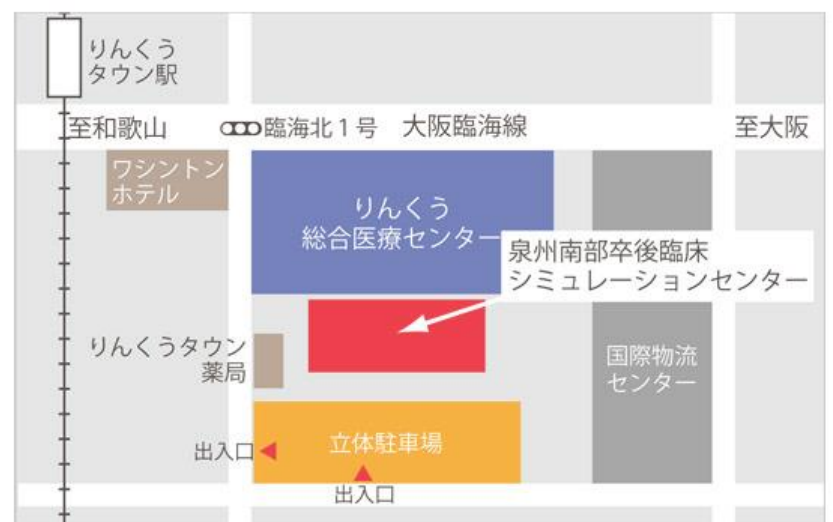 りんくう
タウン駅
至和歌山
臨海北1号
大阪臨海線
至大阪
ワシントン
ホテル
りんくう
総合医療センター
泉州南部卒後臨床
シミュレーションセンター
りんくうタウン
薬局
国際物流
センター
立体駐車場
出入口
出入口